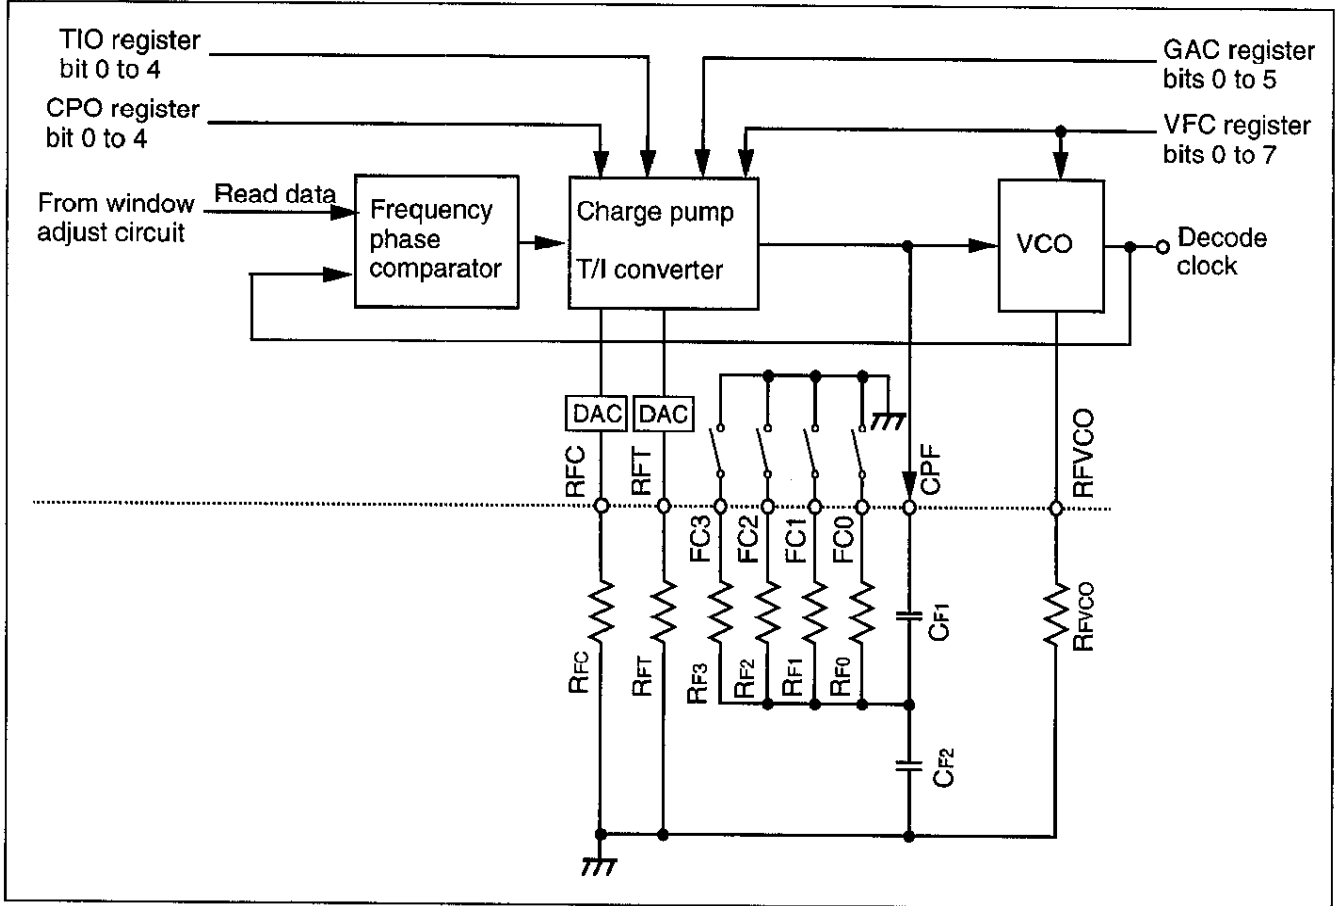 TIO register
bit 0 to 4
GAC register
bits 0 to 5
CPO register
bit 0 to 4
VFC register
bits 0 to 7
From window
adjust circuit
Read data
Frequency
phase
comparator
Charge pump
T/I converter
VCO
Decode
clock
DAC
DAC
RFC
RFT
CPF
RFVCO
FC3
FC2
FC1
FC0
RFC
RFT
RF3
RF2
RF1
RF0
CF1
CF2
RFVCO